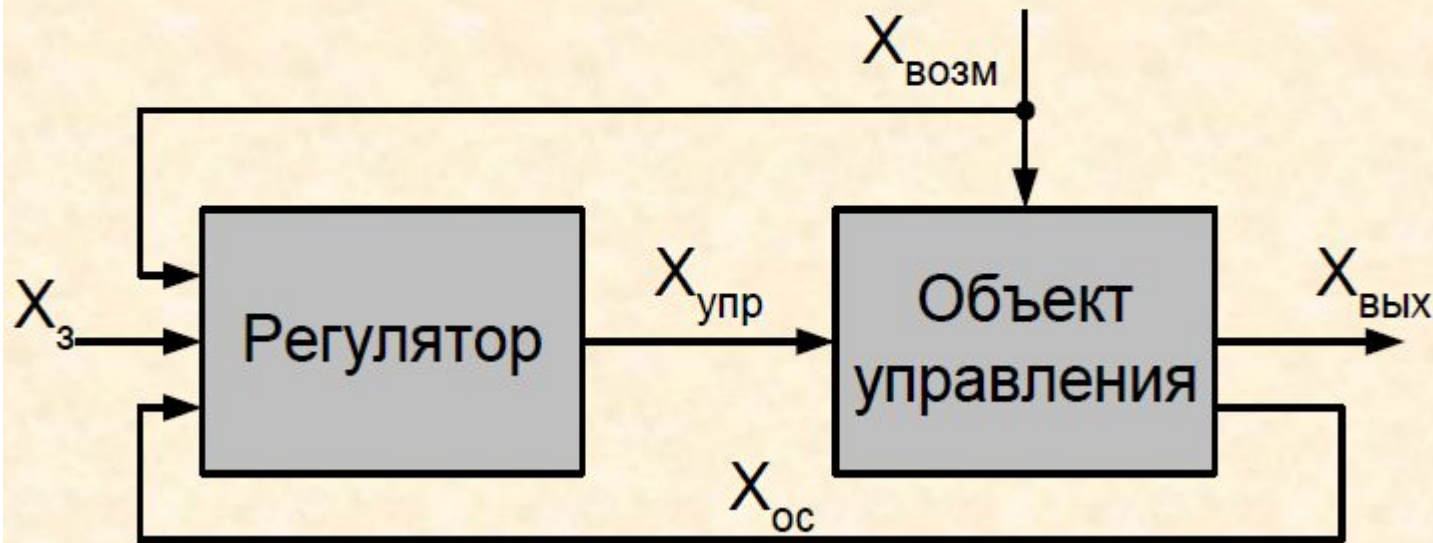 Xвозм
Xз
Регулятор
Xупр
Объект
управления
Xвых
Xос